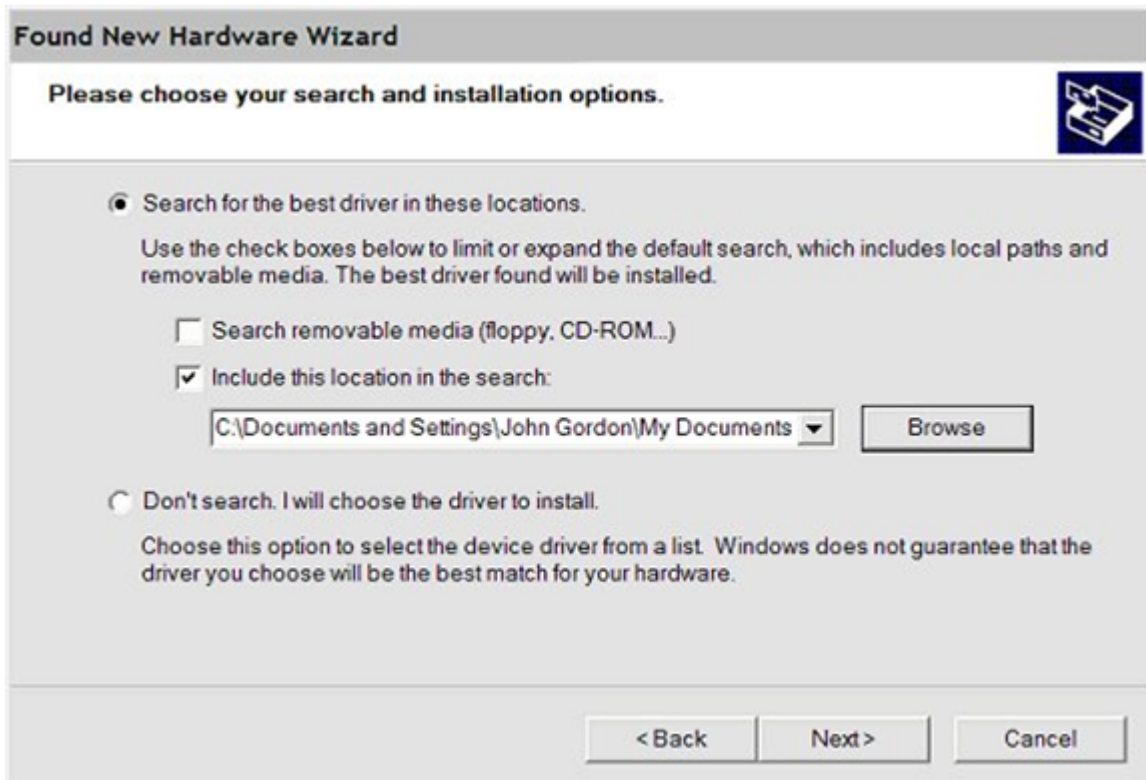 Found New Hardware Wizard
Please choose your search and installation options.
Search for the best driver in these locations.
Use the check boxes below to limit or expand the default search, which includes local paths and
removable media. The best driver found will be installed.
Search removable media (floppy, CD-ROM...)
Include this location in the search:
C:\Documents and Settings\John Gordon\My Documents
Browse
Don't search. I will choose the driver to install.
Choose this option to select the device driver from a list. Windows does not guarantee that the
driver you choose will be the best match for your hardware.
< Back
Next >
Cancel